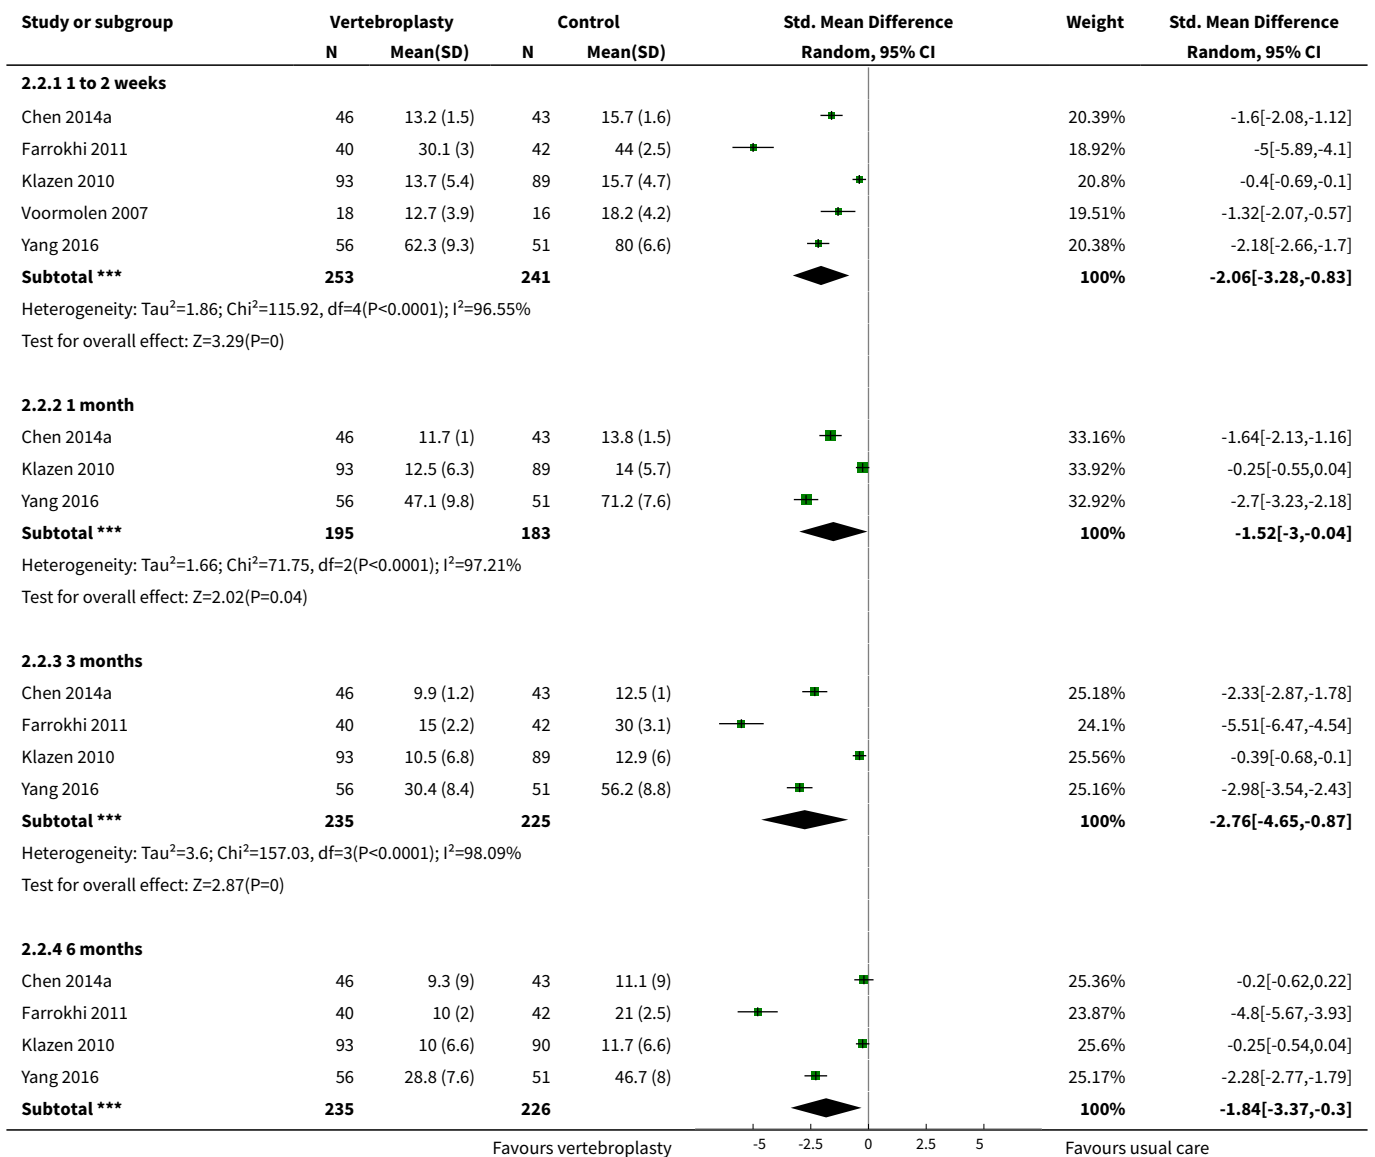 Study or subgroup Vertebroplasty Control Std. Mean Difference Weight Std. Mean Difference
N Mean(SD) N Mean(SD) Random, 95% CI Random, 95% CI
2.2.1 1 to 2 weeks
Chen 2014a 46 13.2 (1.5) 43 15.7 (1.6) 20.39% -1.6[-2.08,-1.12]
Farrokhi 2011 40 30.1 (3) 42 44 (2.5) 18.92% -5[-5.89,-4.1]
Klazen 2010 93 13.7 (5.4) 89 15.7 (4.7) 20.8% -0.4[-0.69,-0.1]
Voormolen 2007 18 12.7 (3.9) 16 18.2 (4.2) 19.51% -1.32[-2.07,-0.57]
Yang 2016 56 62.3 (9.3) 51 80 (6.6) 20.38% -2.18[-2.66,-1.7]
Subtotal *** 253 241 100% -2.06[-3.28,-0.83]
Heterogeneity: Tau²=1.86; Chi²=115.92, df=4(P<0.0001); I²=96.55%
Test for overall effect: Z=3.29(P=0)
2.2.2 1 month
Chen 2014a 46 11.7 (1) 43 13.8 (1.5) 33.16% -1.64[-2.13,-1.16]
Klazen 2010 93 12.5 (6.3) 89 14 (5.7) 33.92% -0.25[-0.55,0.04]
Yang 2016 56 47.1 (9.8) 51 71.2 (7.6) 32.92% -2.7[-3.23,-2.18]
Subtotal *** 195 183 100% -1.52[-3,-0.04]
Heterogeneity: Tau²=1.66; Chi²=71.75, df=2(P<0.0001); I²=97.21%
Test for overall effect: Z=2.02(P=0.04)
2.2.3 3 months
Chen 2014a 46 9.9 (1.2) 43 12.5 (1) 25.18% -2.33[-2.87,-1.78]
Farrokhi 2011 40 15 (2.2) 42 30 (3.1) 24.1% -5.51[-6.47,-4.54]
Klazen 2010 93 10.5 (6.8) 89 12.9 (6) 25.56% -0.39[-0.68,-0.1]
Yang 2016 56 30.4 (8.4) 51 56.2 (8.8) 25.16% -2.98[-3.54,-2.43]
Subtotal *** 235 225 100% -2.76[-4.65,-0.87]
Heterogeneity: Tau²=3.6; Chi²=157.03, df=3(P<0.0001); I²=98.09%
Test for overall effect: Z=2.87(P=0)
2.2.4 6 months
Chen 2014a 46 9.3 (9) 43 11.1 (9) 25.36% -0.2[-0.62,0.22]
Farrokhi 2011 40 10 (2) 42 21 (2.5) 23.87% -4.8[-5.67,-3.93]
Klazen 2010 93 10 (6.6) 90 11.7 (6.6) 25.6% -0.25[-0.54,0.04]
Yang 2016 56 28.8 (7.6) 51 46.7 (8) 25.17% -2.28[-2.77,-1.79]
Subtotal *** 235 226 100% -1.84[-3.37,-0.3]
Favours vertebroplasty -5 -2.5 0 2.5 5 Favours usual care